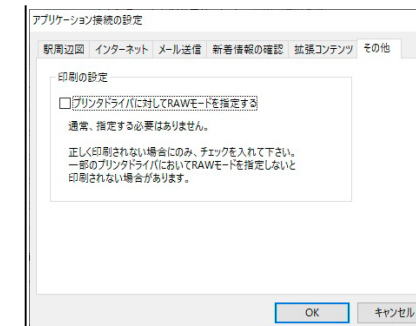 アプリケーション接続の設定
駅周辺図 インターネット メール送信 新着情報の確認 拡張コンテンツ その他
印刷の設定
プリンタドライバに対してRAWモードを指定する
通常、指定する必要はありません。
正しく印刷されない場合にのみ、チェックを入れて下さい。
一部のプリンタドライバにおいてRAWモードを指定しないと
印刷されない場合があります。
OK キャンセル